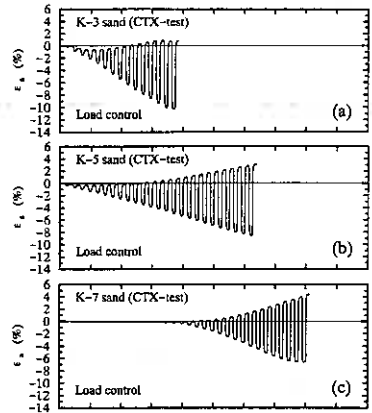 K-3 sand (CTX-test)
6
4
2
0
-2
-4
-6
-8
-10
-12
-14
ε a (%)
(a)
Load control
K-5 sand (CTX-test)
6
4
2
0
-2
-4
-6
-8
-10
-12
-14
ε a (%)
(b)
Load control
K-7 sand (CTX-test)
6
4
2
0
-2
-4
-6
-8
-10
-12
-14
ε a (%)
(c)
Load control